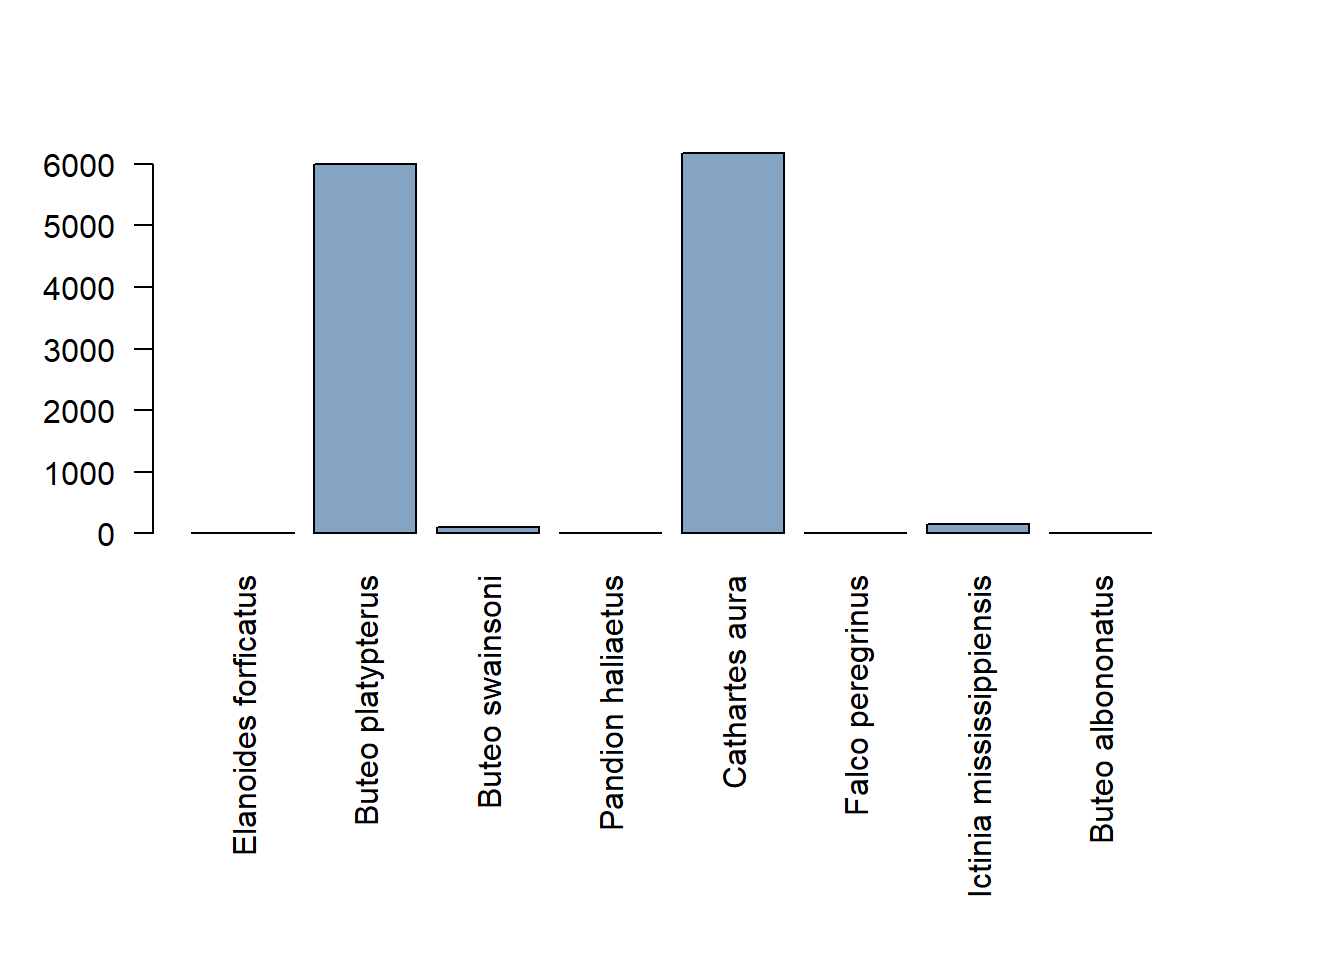 6000
5000
4000
3000
2000
1000
0
Elanoides forficatus
Buteo platypterus
Buteo swainsoni
Pandion haliaetus
Cathartes aura
Falco peregrinus
Ictinia mississippiensis
Buteo albononatus